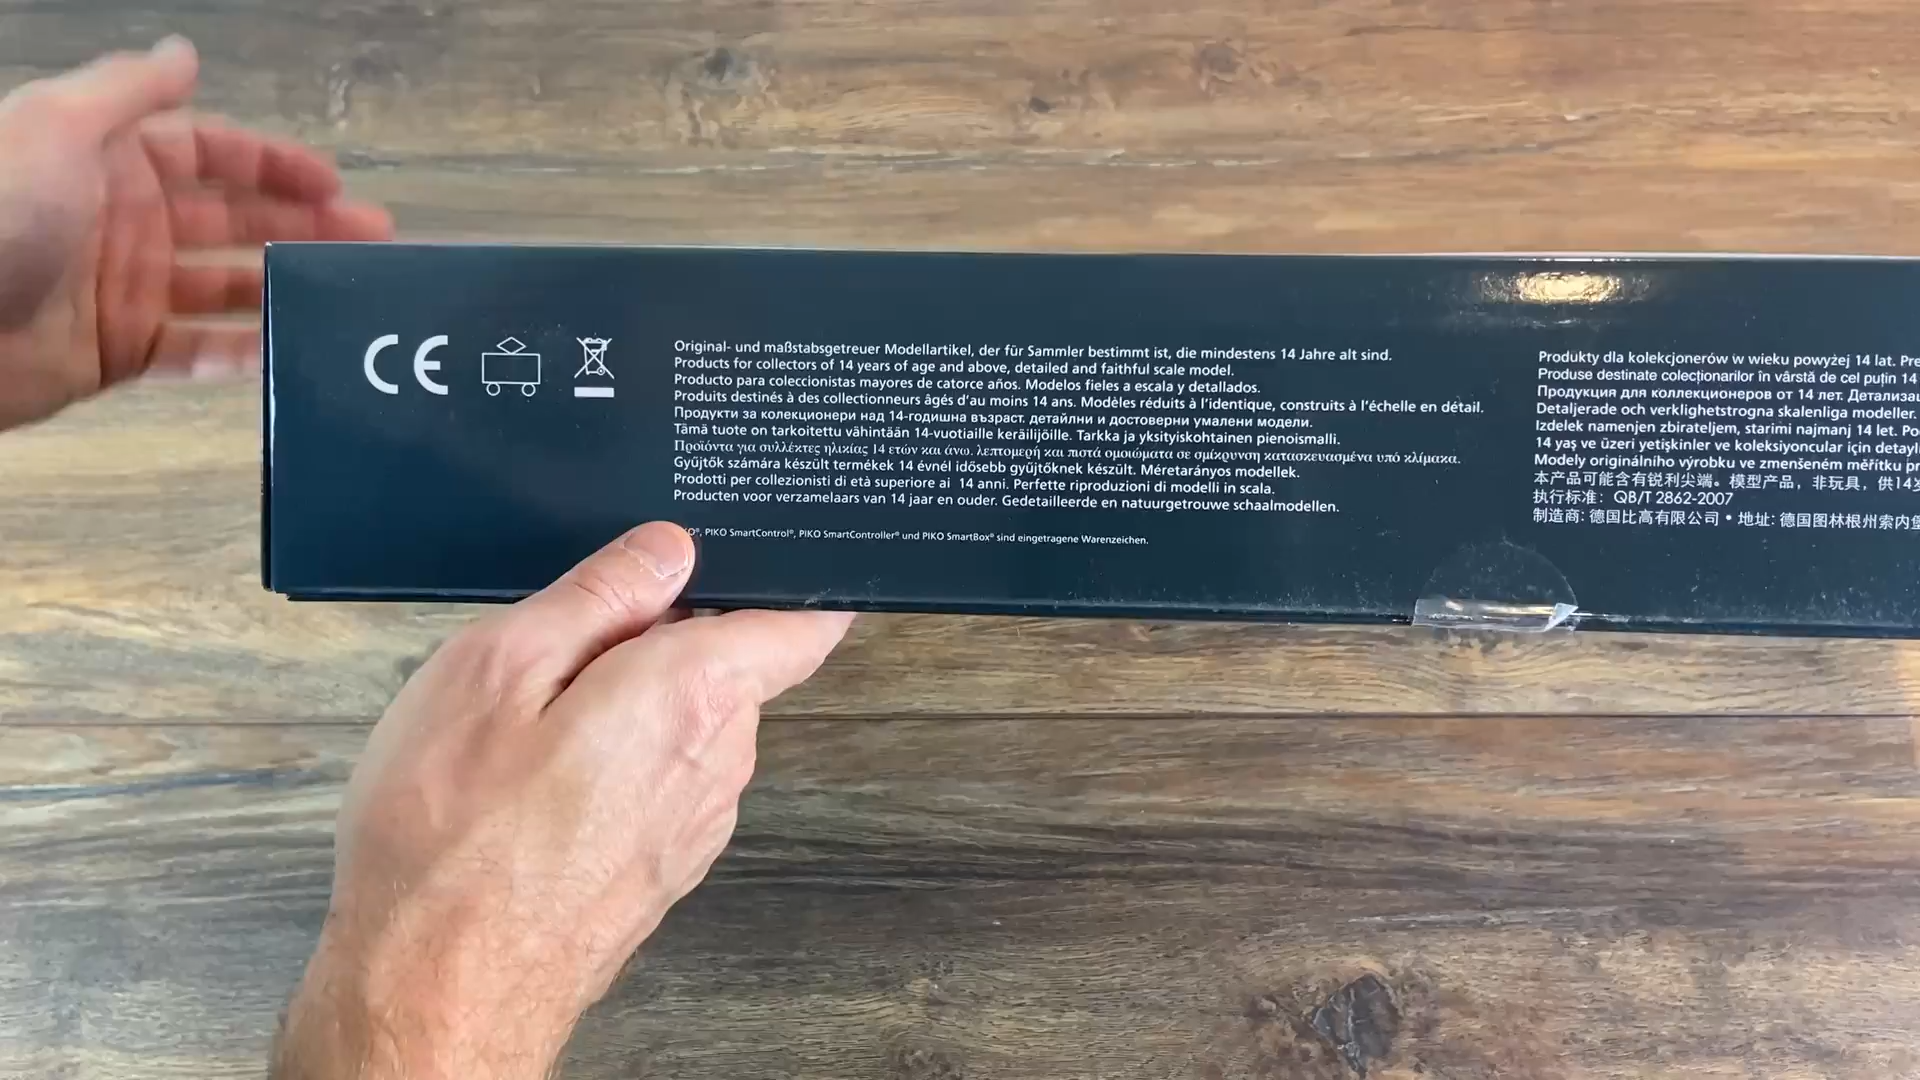 CE
Original- und maßstabsgetreuer Modellartikel, der für Sammler bestimmt ist, die mindestens 14 Jahre alt sind.
Products for collectors of 14 years of age and above, detailed and faithful scale model.
Producto para coleccionistas mayores de catorce años. Modelos fieles a escala y detallados.
Produits destinés à des collectionneurs âgés d'au moins 14 ans. Modèles réduits à l'identique, construits à l'échelle en détail.
Продукти за колекционери над 14-годишна възраст. детайлни и достоверни умалени модели.
Tämä tuote on tarkoitettu vähintään 14-vuotiaille keräilijöille. Tarkka ja yksityiskohtainen pienoismalli.
Προϊόντα για συλλέκτες ηλικίας 14 ετών και άνω. λεπτομερή και πιστά ομοιώματα σε σμίκρυνση κατασκευασμένα υπό κλίμακα.
Gyűjtők számára készült termékek 14 évnél idősebb gyűjtőknek készült. Méretarányos modellek.
Prodotti per collezionisti di età superiore ai 14 anni. Perfette riproduzioni di modelli in scala.
Producten voor verzamelaars van 14 jaar en ouder. Gedetailleerde en natuurgetrouwe schaalmodellen.
PIKO SmartControl®, PIKO SmartController® und PIKO SmartBox® sind eingetragene Warenzeichen.
Produkty dla kolekcjonerów w wieku powyżej 14 lat.
Produse destinate colecționarilor în vârstă de cel puțin 14
Продукция для коллекционеров от 14 лет.
Detaljerade och verklighetstrogna skalenliga modeller.
Izdelek namenjen zbirateljem, starimi najmanj 14 let.
14 yaş ve üzeri yetişkinler ve koleksiyoncular için
Modely originálního výrobku ve zmenšeném měřítku
本产品可能含有锐利尖端。模型产品，非玩具，供14岁
执行标准：QB/T 2862-2007
制造商: 德国比高有限公司 • 地址: 德国图林根州索内堡